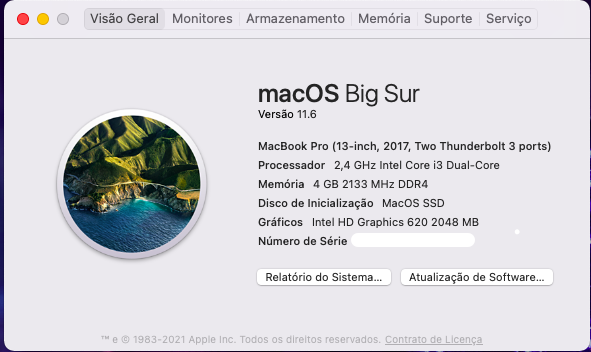 Visão Geral Monitores Armazenamento Memória Suporte Serviço
macOS Big Sur
Versão 11.6
MacBook Pro (13-inch, 2017, Two Thunderbolt 3 ports)
Processador 2,4 GHz Intel Core i3 Dual-Core
Memória 4 GB 2133 MHz DDR4
Disco de Inicialização MacOS SSD
Gráficos Intel HD Graphics 620 2048 MB
Número de Série
Relatório do Sistema... Atualização de Software...
™ e © 1983-2021 Apple Inc. Todos os direitos reservados. Contrato de Licença